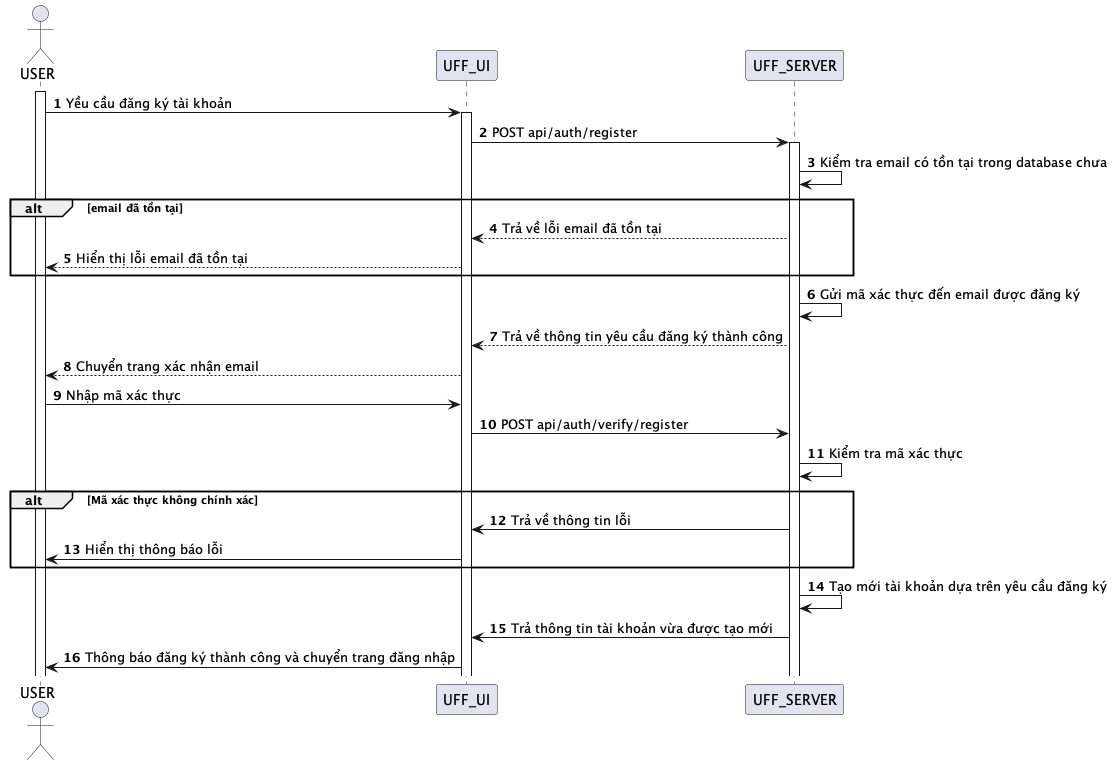 USER
UFF_UI
UFF_SERVER
1 Yều cầu đăng ký tài khoản
2 POST api/auth/register
3 Kiểm tra email có tồn tại trong database chưa
alt [email đã tồn tại]
4 Trả về lỗi email đã tồn tại
5 Hiển thị lỗi email đã tồn tại
6 Gửi mã xác thực đến email được đăng ký
7 Trả về thông tin yêu cầu đăng ký thành công
8 Chuyển trang xác nhận email
9 Nhập mã xác thực
10 POST api/auth/verify/register
11 Kiểm tra mã xác thực
alt [Mã xác thực không chính xác]
12 Trả về thông tin lỗi
13 Hiển thị thông báo lỗi
14 Tạo mới tài khoản dựa trên yêu cầu đăng ký
15 Trả thông tin tài khoản vừa được tạo mới
16 Thông báo đăng ký thành công và chuyển trang đăng nhập
USER
UFF_UI
UFF_SERVER